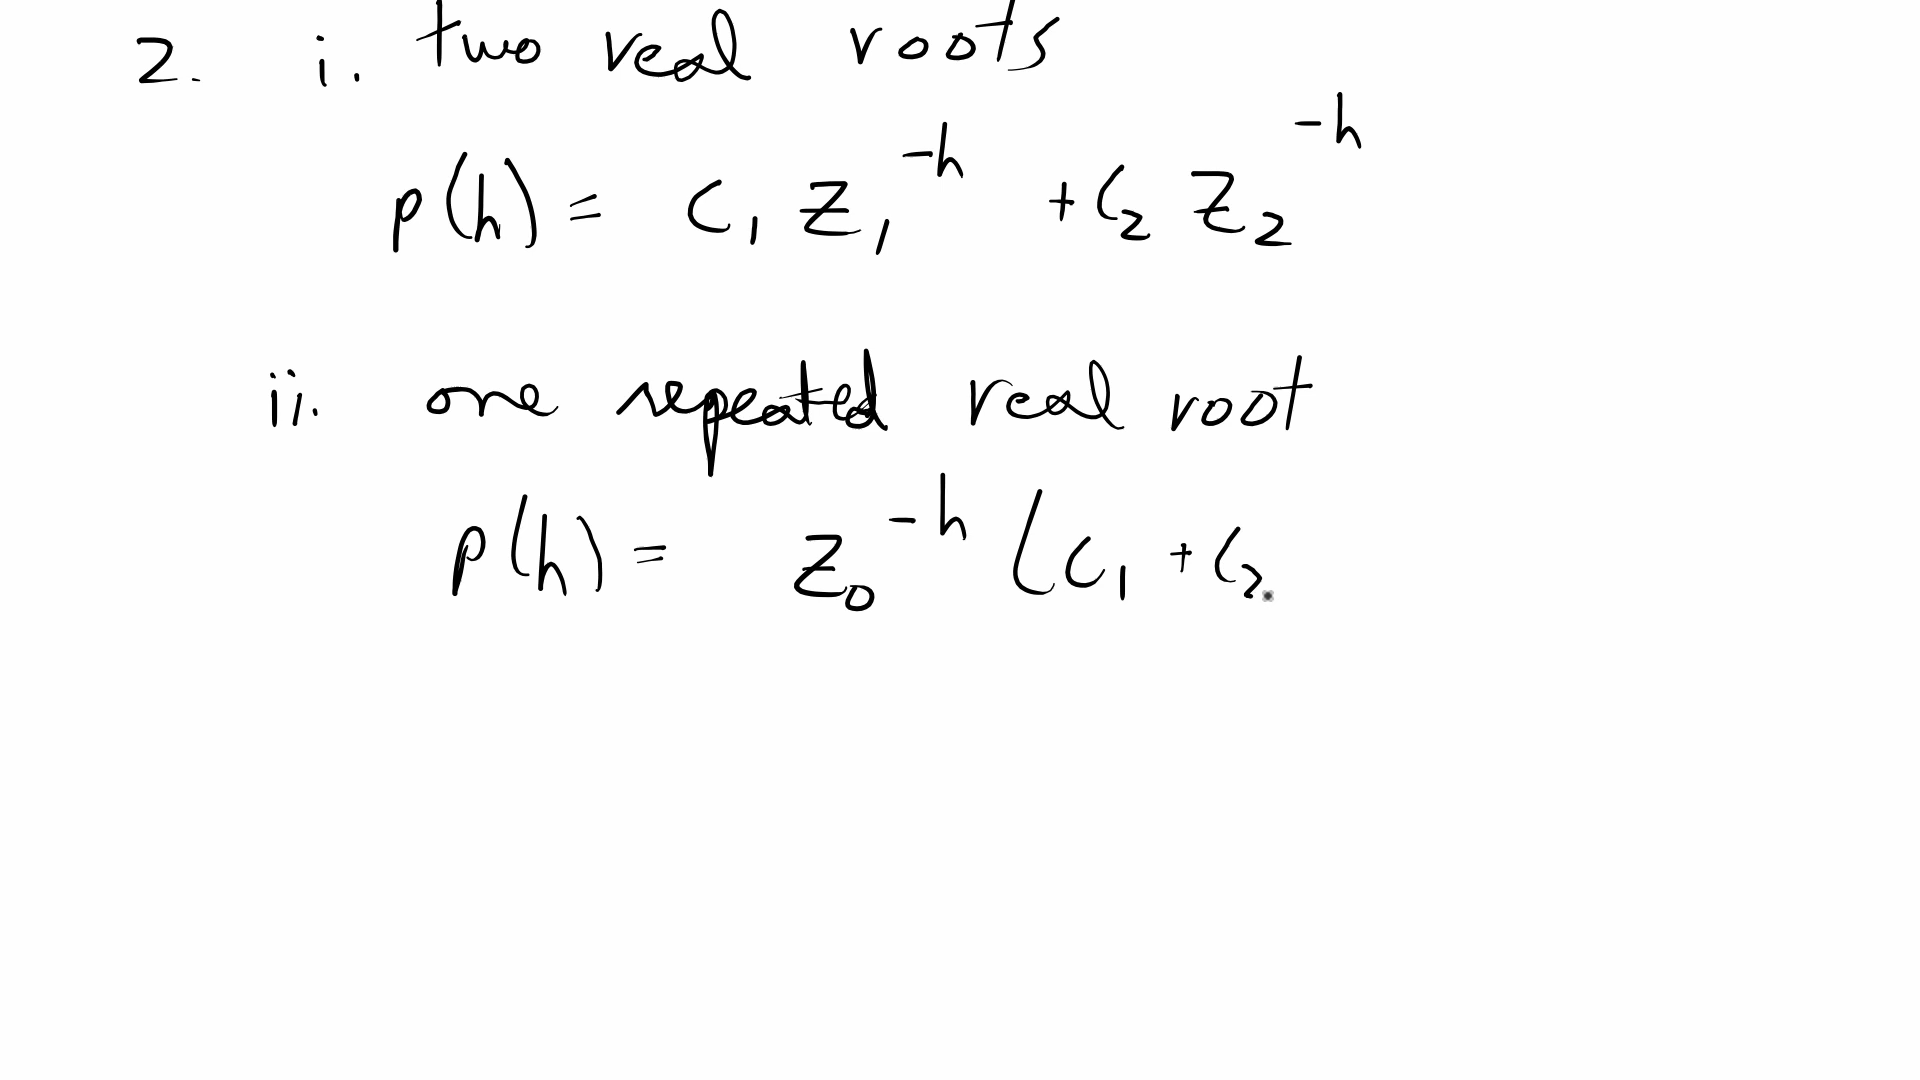 2. i. two real roots
p(h) = c₁ z₁⁻ʰ + c₂ z₂⁻ʰ
ii. one repeated real root
p(h) = z₀⁻ʰ (c₁ + c₂